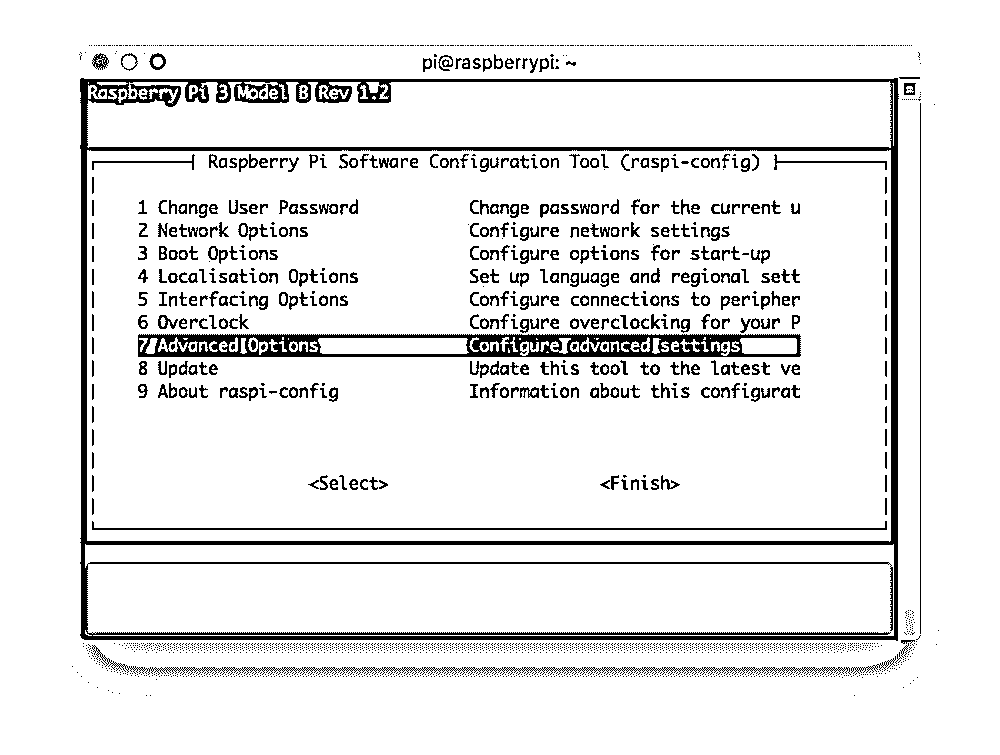 pi@raspberrypi: ~
Raspberry Pi 3 Model B Rev 1.2
Raspberry Pi Software Configuration Tool (raspi-config)
1 Change User Password Change password for the current u
2 Network Options Configure network settings
3 Boot Options Configure options for start-up
4 Localisation Options Set up language and regional sett
5 Interfacing Options Configure connections to peripher
6 Overclock Configure overclocking for your P
7 Advanced Options Configure advanced settings
8 Update Update this tool to the latest ve
9 About raspi-config Information about this configurat
<Select> <Finish>